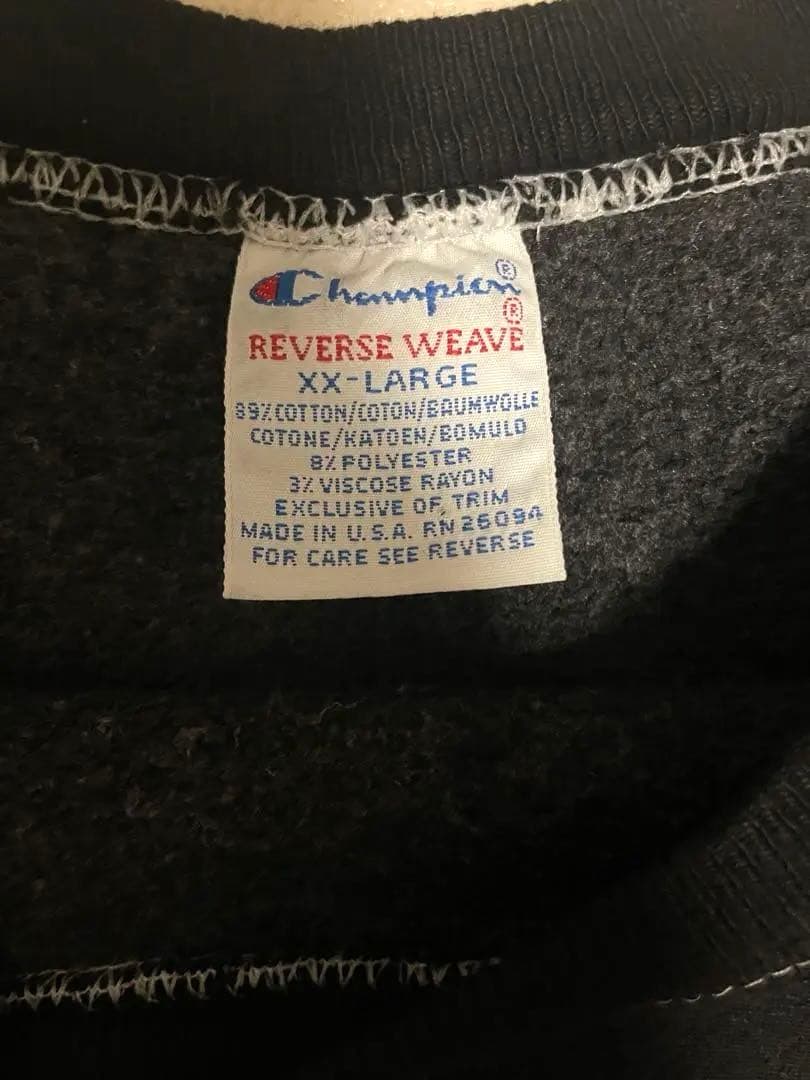 Champion®
REVERSE WEAVE®
XX-LARGE
89% COTTON/COTON/BAUMWOLLE
COTONE/KATOEN/BOMULD
8% POLYESTER
3% VISCOSE RAYON
EXCLUSIVE OF TRIM
MADE IN U.S.A. RN 26094
FOR CARE SEE REVERSE